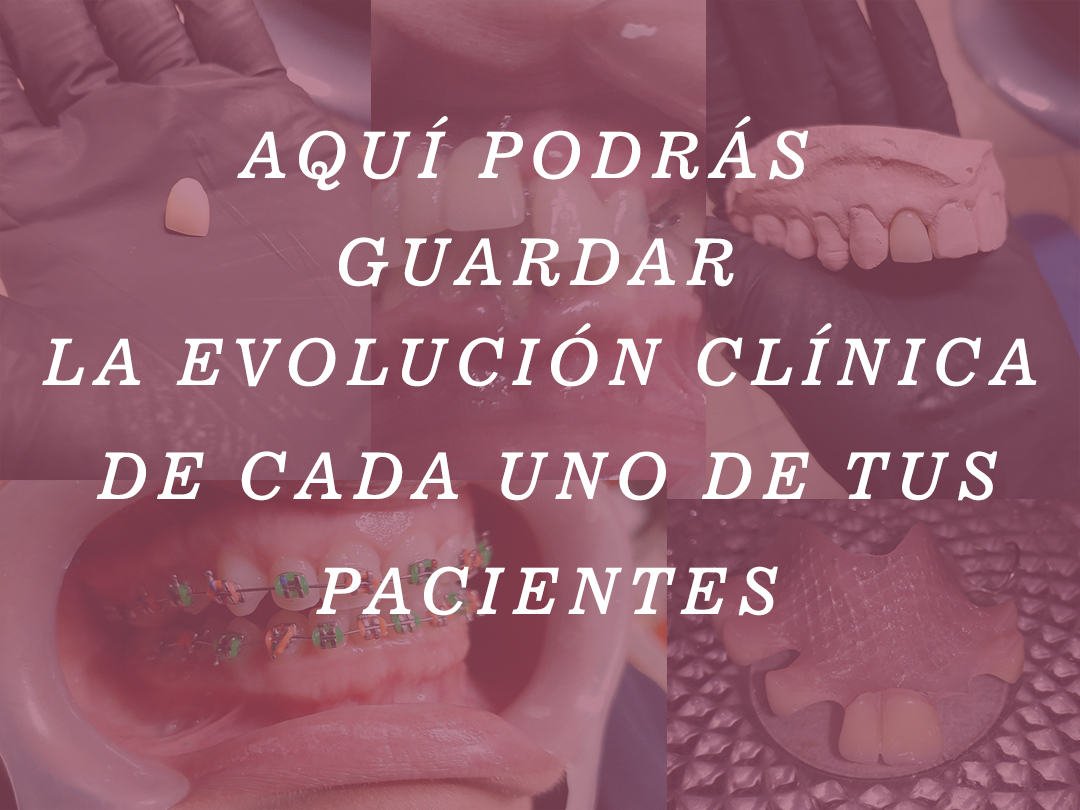 AQUÍ PODRÁS
GUARDAR
LA EVOLUCIÓN CLÍNICA
DE CADA UNO DE TUS
PACIENTES